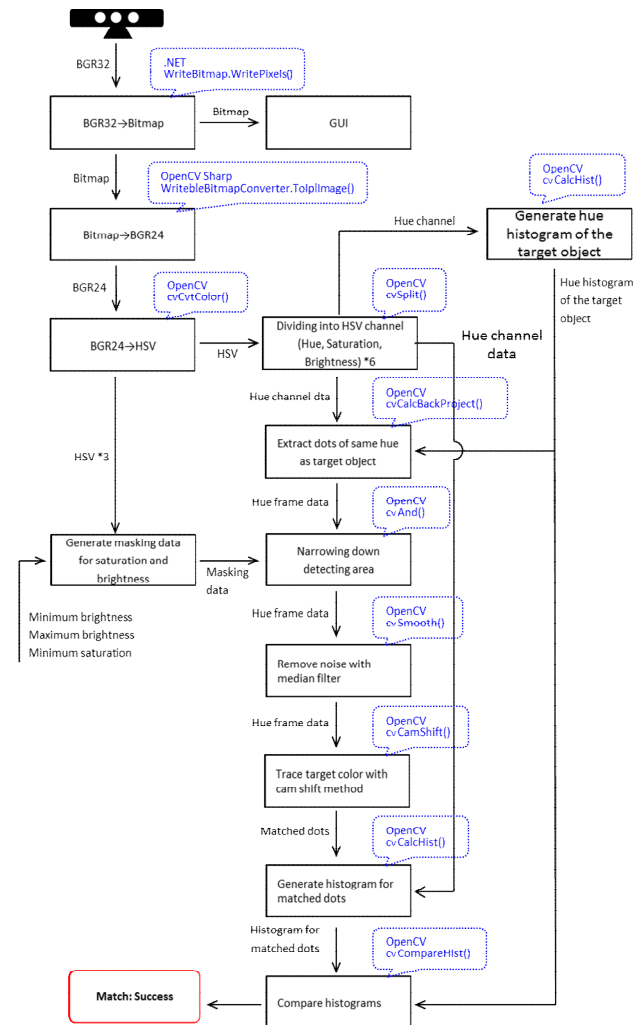 BGR32
.NET
WriteBitmap.WritePixels()
BGR32→Bitmap
Bitmap
GUI
Bitmap
OpenCV Sharp
WritebleBitmapConverter.ToIplImage()
OpenCV
cvCalcHist()
Bitmap→BGR24
Hue channel
Generate hue
histogram of the
target object
BGR24
OpenCV
cvCvtColor()
OpenCV
cvSplit()
Hue histogram
of the target
object
BGR24→HSV
HSV
Dividing into HSV channel
(Hue, Saturation,
Brightness) *6
Hue channel
data
Hue channel dta
OpenCV
cvCalcBackProject()
Extract dots of same hue
as target object
HSV *3
Hue frame data
OpenCV
cvAnd()
Generate masking data
for saturation and
brightness
Masking
data
Narrowing down
detecting area
Minimum brightness
Maximum brightness
Minimum saturation
Hue frame data
OpenCV
cvSmooth()
Remove noise with
median filter
Hue frame data
OpenCV
cvCamShift()
Trace target color with
cam shift method
Matched dots
OpenCV
cvCalcHist()
Generate histogram for
matched dots
Histogram for
matched dots
OpenCV
cvCompareHist()
Match: Success
Compare histograms